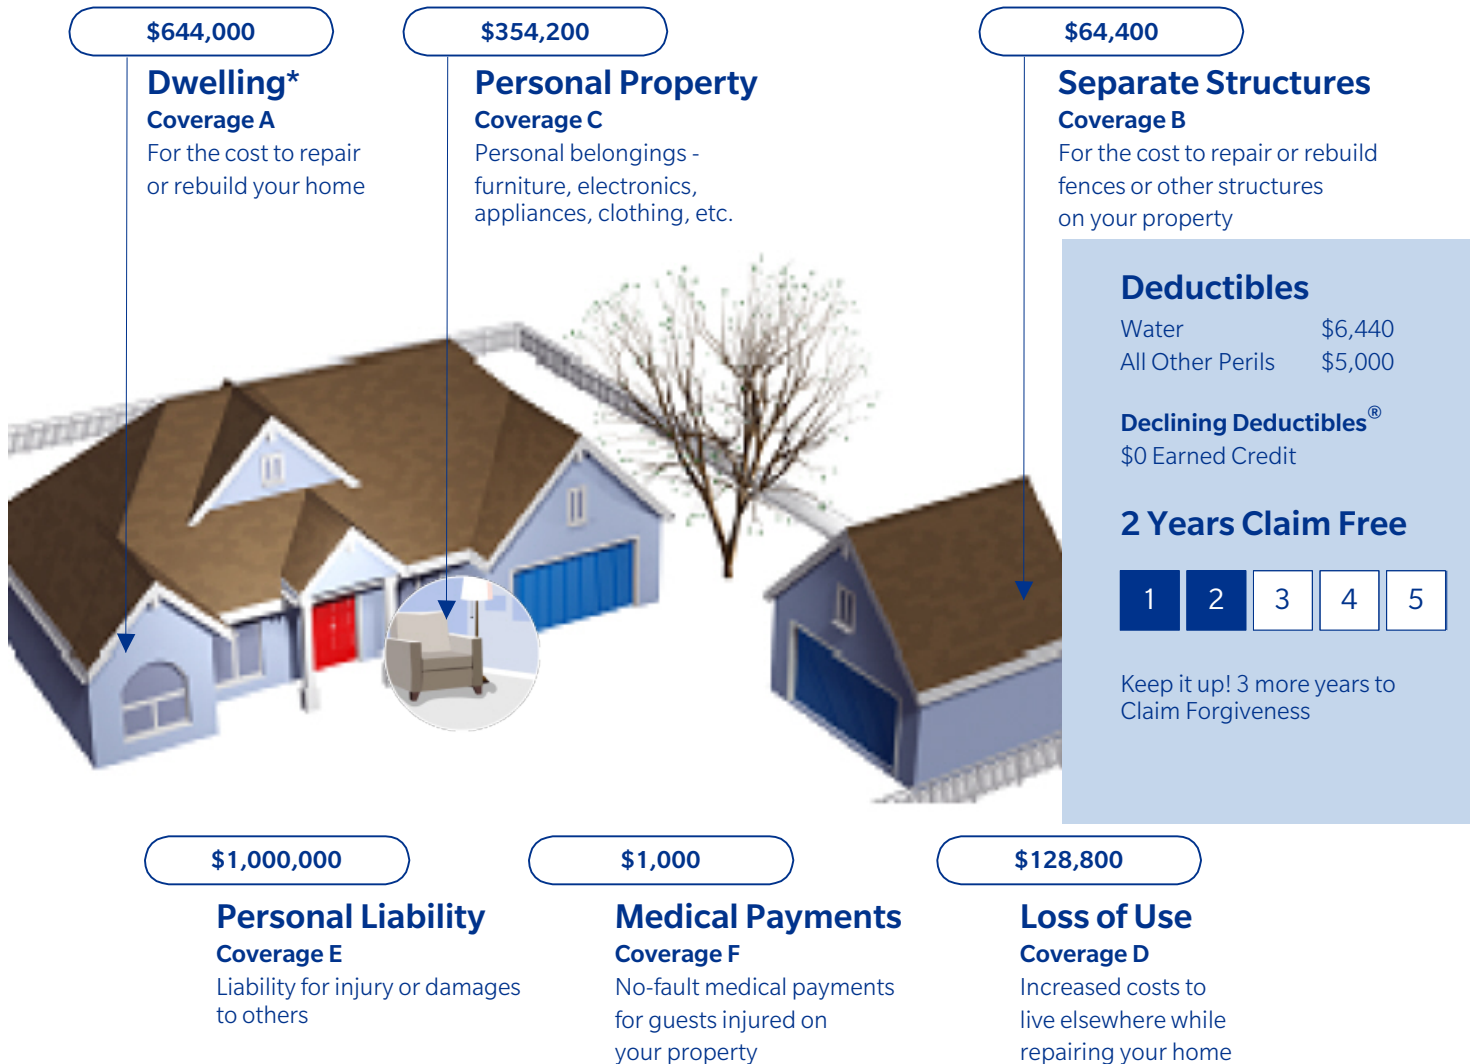 $644,000
Dwelling*
Coverage A
For the cost to repair
or rebuild your home
$354,200
Personal Property
Coverage C
Personal belongings -
furniture, electronics,
appliances, clothing, etc.
$64,400
Separate Structures
Coverage B
For the cost to repair or rebuild
fences or other structures
on your property
Deductibles
Water $6,440
All Other Perils $5,000
Declining Deductibles®
$0 Earned Credit
2 Years Claim Free
1 2 3 4 5
Keep it up! 3 more years to
Claim Forgiveness
$1,000,000
Personal Liability
Coverage E
Liability for injury or damages
to others
$1,000
Medical Payments
Coverage F
No-fault medical payments
for guests injured on
your property
$128,800
Loss of Use
Coverage D
Increased costs to
live elsewhere while
repairing your home